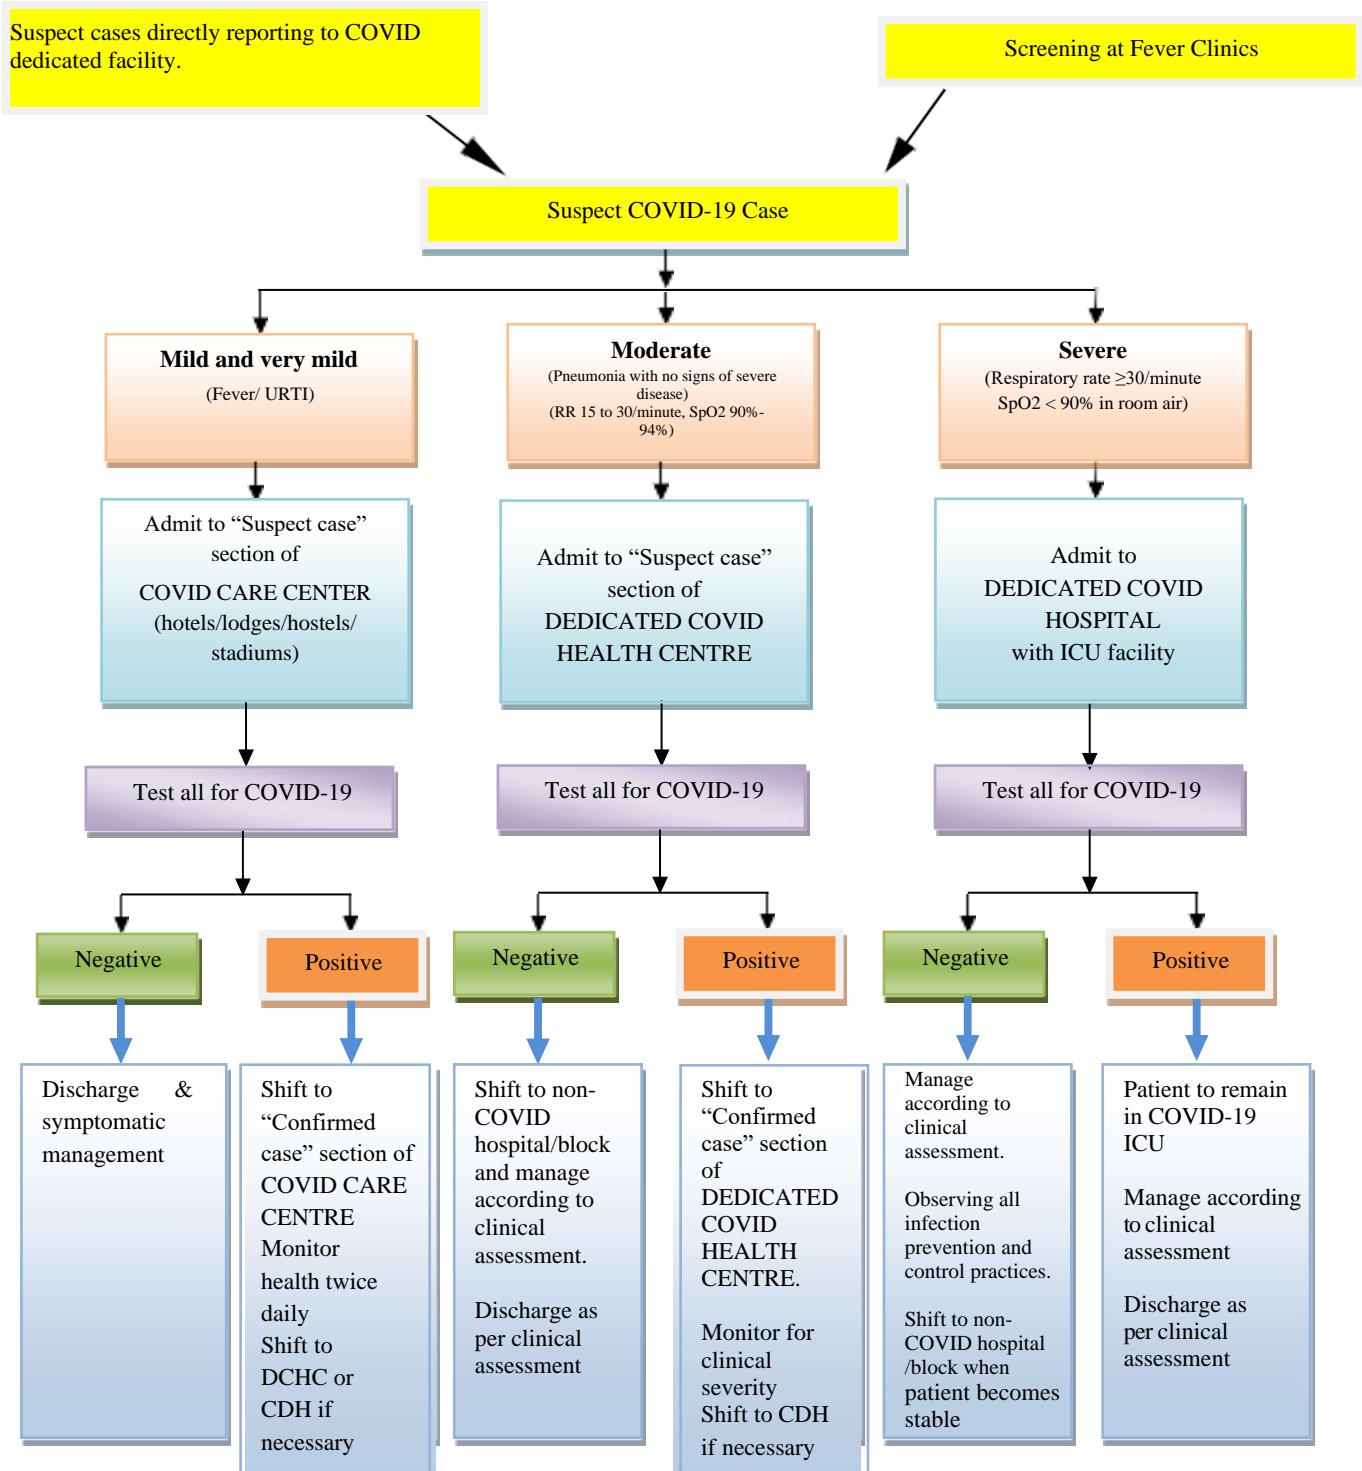 Suspect cases directly reporting to COVID
dedicated facility.
Screening at Fever Clinics
Suspect COVID-19 Case
Mild and very mild
(Fever/ URTI)
Moderate
(Pneumonia with no signs of severe
disease)
(RR 15 to 30/minute, SpO2 90%-
94%)
Severe
(Respiratory rate ≥30/minute
SpO2 < 90% in room air)
Admit to “Suspect case”
section of
COVID CARE CENTER
(hotels/lodges/hostels/
stadiums)
Admit to “Suspect case”
section of
DEDICATED COVID
HEALTH CENTRE
Admit to
DEDICATED COVID
HOSPITAL
with ICU facility
Test all for COVID-19
Test all for COVID-19
Test all for COVID-19
Negative
Positive
Negative
Positive
Negative
Positive
Discharge &
symptomatic
management
Shift to
“Confirmed
case” section of
COVID CARE
CENTRE
Monitor
health twice
daily
Shift to
DCHC or
CDH if
necessary
Shift to non-
COVID
hospital/block
and manage
according to
clinical
assessment.
Discharge as
per clinical
assessment
Shift to
“Confirmed
case” section
of
DEDICATED
COVID
HEALTH
CENTRE.
Monitor for
clinical
severity
Shift to CDH
if necessary
Manage
according to
clinical
assessment.
Observing all
infection
prevention and
control practices.
Shift to non-
COVID hospital
/block when
patient becomes
stable
Patient to remain
in COVID-19
ICU
Manage according
to clinical
assessment
Discharge as
per clinical
assessment